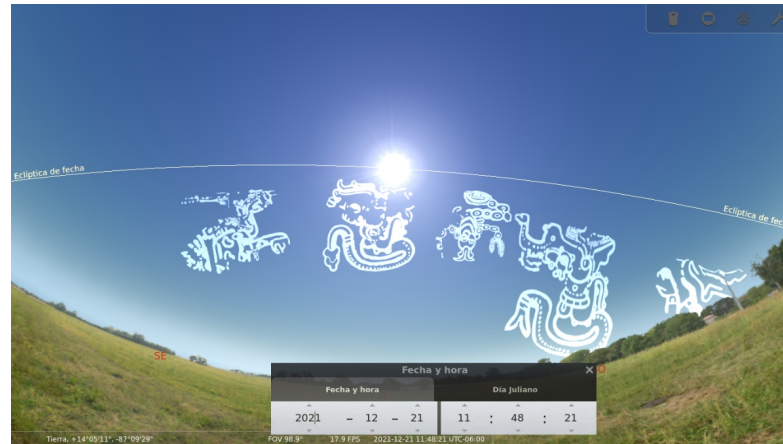 Eclíptica de fecha
Eclíptica de fec
SE
O
Fecha y hora
Fecha y hora
Día Juliano
2021 - 12 - 21
11 : 48 : 21
Tierra, +14°05'11", -87°09'29"
FOV 98.9°
17.9 FPS
2021-12-21 11:48:21 UTC-06:00